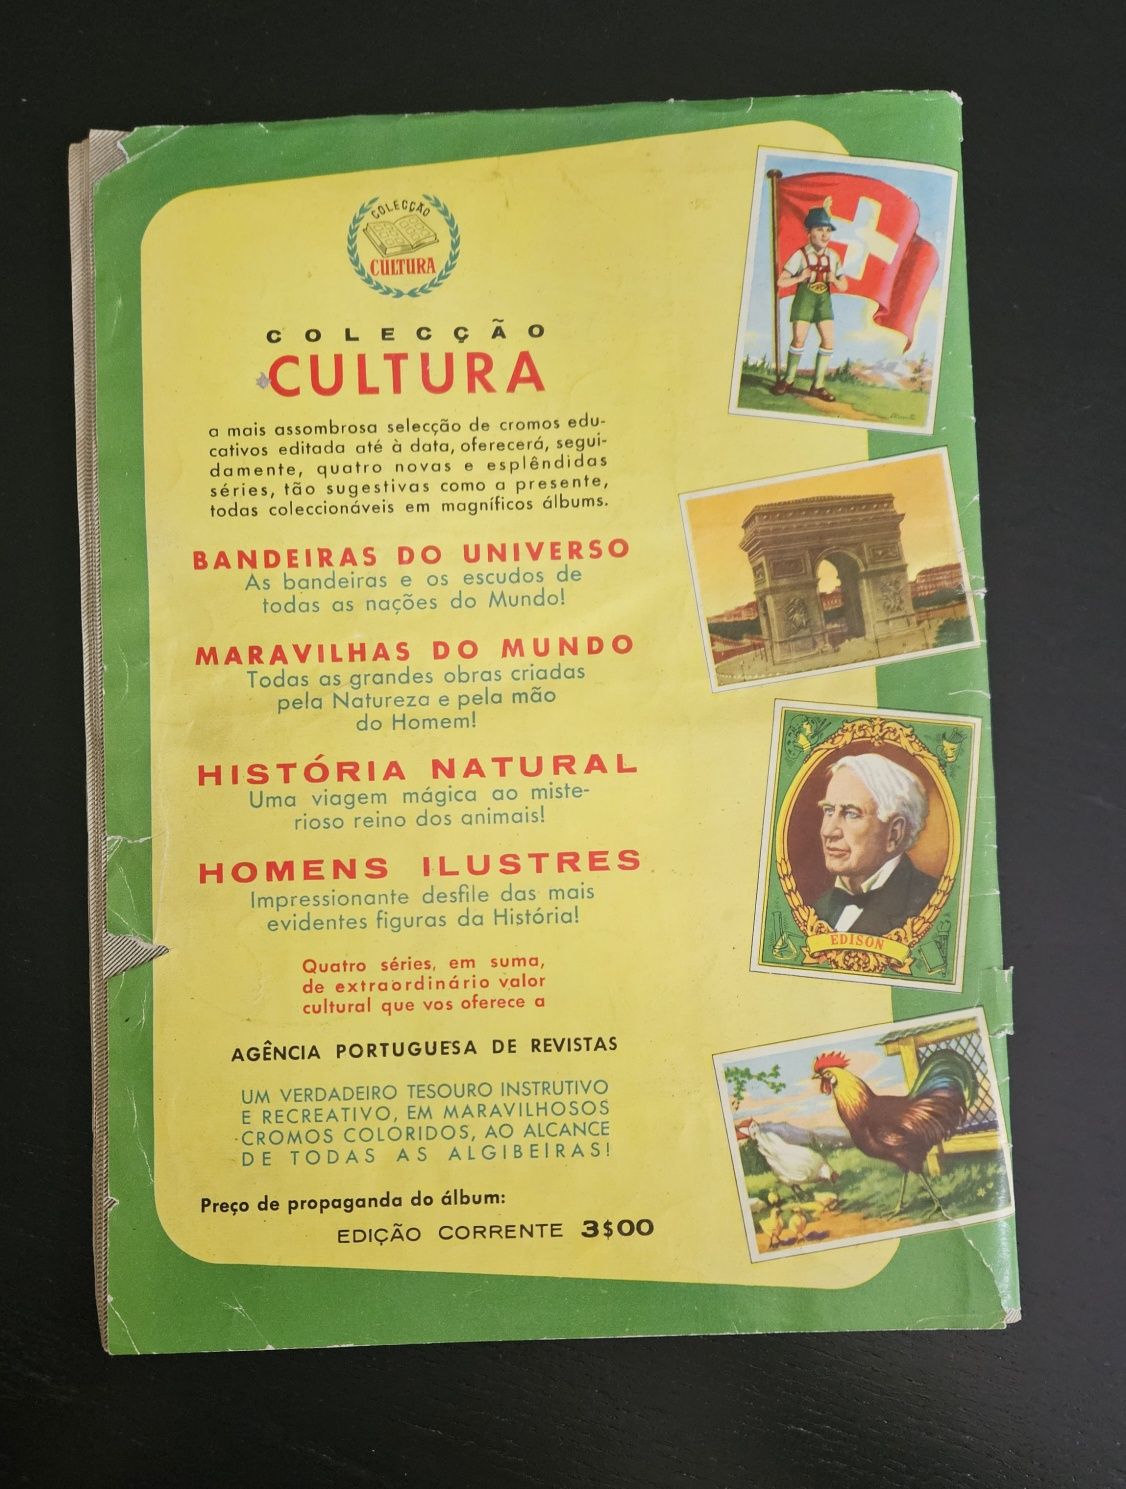 COLECÇÃO
CULTURA
COLECÇÃO
CULTURA
a mais assombrosa selecção de cromos edu-
cativos editada até à data, oferecerá, segui-
damente, quatro novas e esplêndidas
séries, tão sugestivas como a presente,
todas coleccionáveis em magníficos álbums.
BANDEIRAS DO UNIVERSO
As bandeiras e os escudos de
todas as nações do Mundo!
MARAVILHAS DO MUNDO
Todas as grandes obras criadas
pela Natureza e pela mão
do Homem!
HISTÓRIA NATURAL
Uma viagem mágica ao miste-
rioso reino dos animais!
HOMENS ILUSTRES
Impressionante desfile das mais
evidentes figuras da História!
EDISON
Quatro séries, em suma,
de extraordinário valor
cultural que vos oferece a
AGÊNCIA PORTUGUESA DE REVISTAS
UM VERDADEIRO TESOURO INSTRUTIVO
E RECREATIVO, EM MARAVILHOSOS
CROMOS COLORIDOS, AO ALCANCE
DE TODAS AS ALGIBEIRAS!
Preço de propaganda do álbum:
EDIÇÃO CORRENTE 3$00